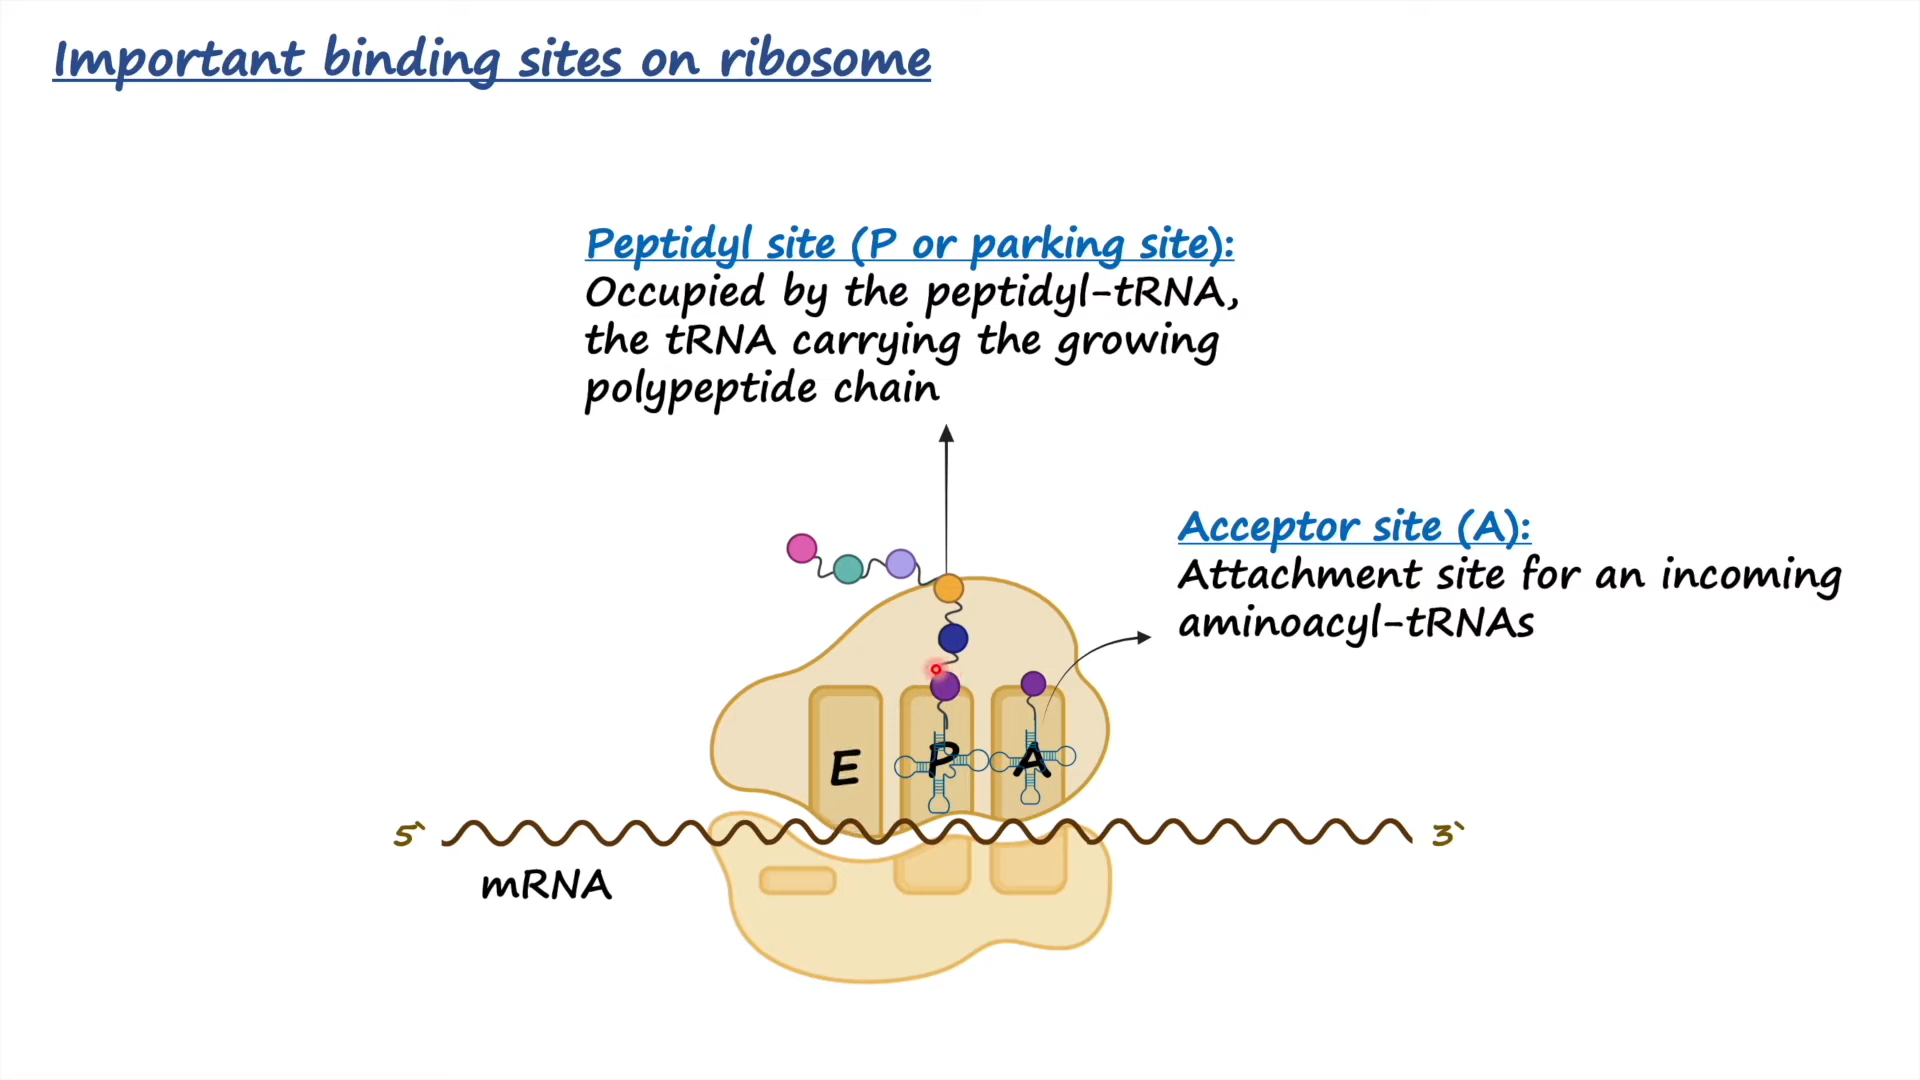 Important binding sites on ribosome
Peptidyl site (P or parking site):
Occupied by the peptidyl-tRNA,
the tRNA carrying the growing
polypeptide chain
Acceptor site (A):
Attachment site for an incoming
aminoacyl-tRNAs
E
P
A
5`
3`
mRNA